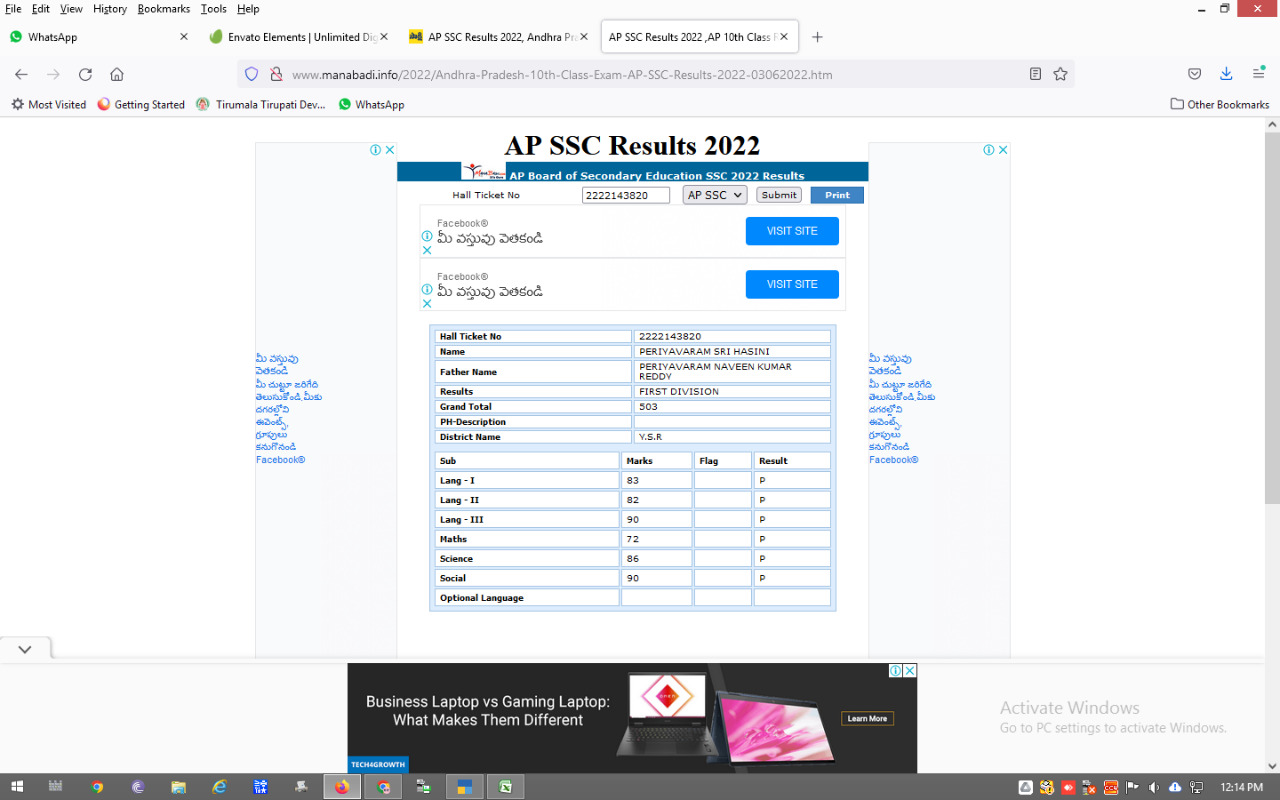 File Edit View History Bookmarks Tools Help
WhatsApp
Envato Elements | Unlimited Dig
AP SSC Results 2022, Andhra Pra
AP SSC Results 2022 ,AP 10th Class R
www.manabadi.info/2022/Andhra-Pradesh-10th-Class-Exam-AP-SSC-Results-2022-03062022.htm
Most Visited Getting Started Tirumala Tirupati Dev... WhatsApp Other Bookmarks
AP SSC Results 2022
AP Board of Secondary Education SSC 2022 Results
Hall Ticket No 2222143820 AP SSC Submit Print
Facebook®
మీ వస్తువు వెతకండి
VISIT SITE
Facebook®
మీ వస్తువు వెతకండి
VISIT SITE
మీ వస్తువు
వెతకండి
మీ చుట్టూ జరిగేది
తెలుసుకోండి,మీకు
దగ్గరల్లోని
ఈవెంట్స్,
గ్రూపులు
కనుగొనండి
Facebook®
Hall Ticket No 2222143820
Name PERIYAVARAM SRI HASINI
Father Name PERIYAVARAM NAVEEN KUMAR
REDDY
Results FIRST DIVISION
Grand Total 503
PH-Description
District Name Y.S.R
Sub Marks Flag Result
Lang - I 83 P
Lang - II 82 P
Lang - III 90 P
Maths 72 P
Science 86 P
Social 90 P
Optional Language
మీ వస్తువు
వెతకండి
మీ చుట్టూ జరిగేది
తెలుసుకోండి,మీకు
దగ్గరల్లోని
ఈవెంట్స్,
గ్రూపులు
కనుగొనండి
Facebook®
Business Laptop vs Gaming Laptop:
What Makes Them Different
Learn More
TECH4GROWTH
Activate Windows
Go to PC settings to activate Windows.
12:14 PM